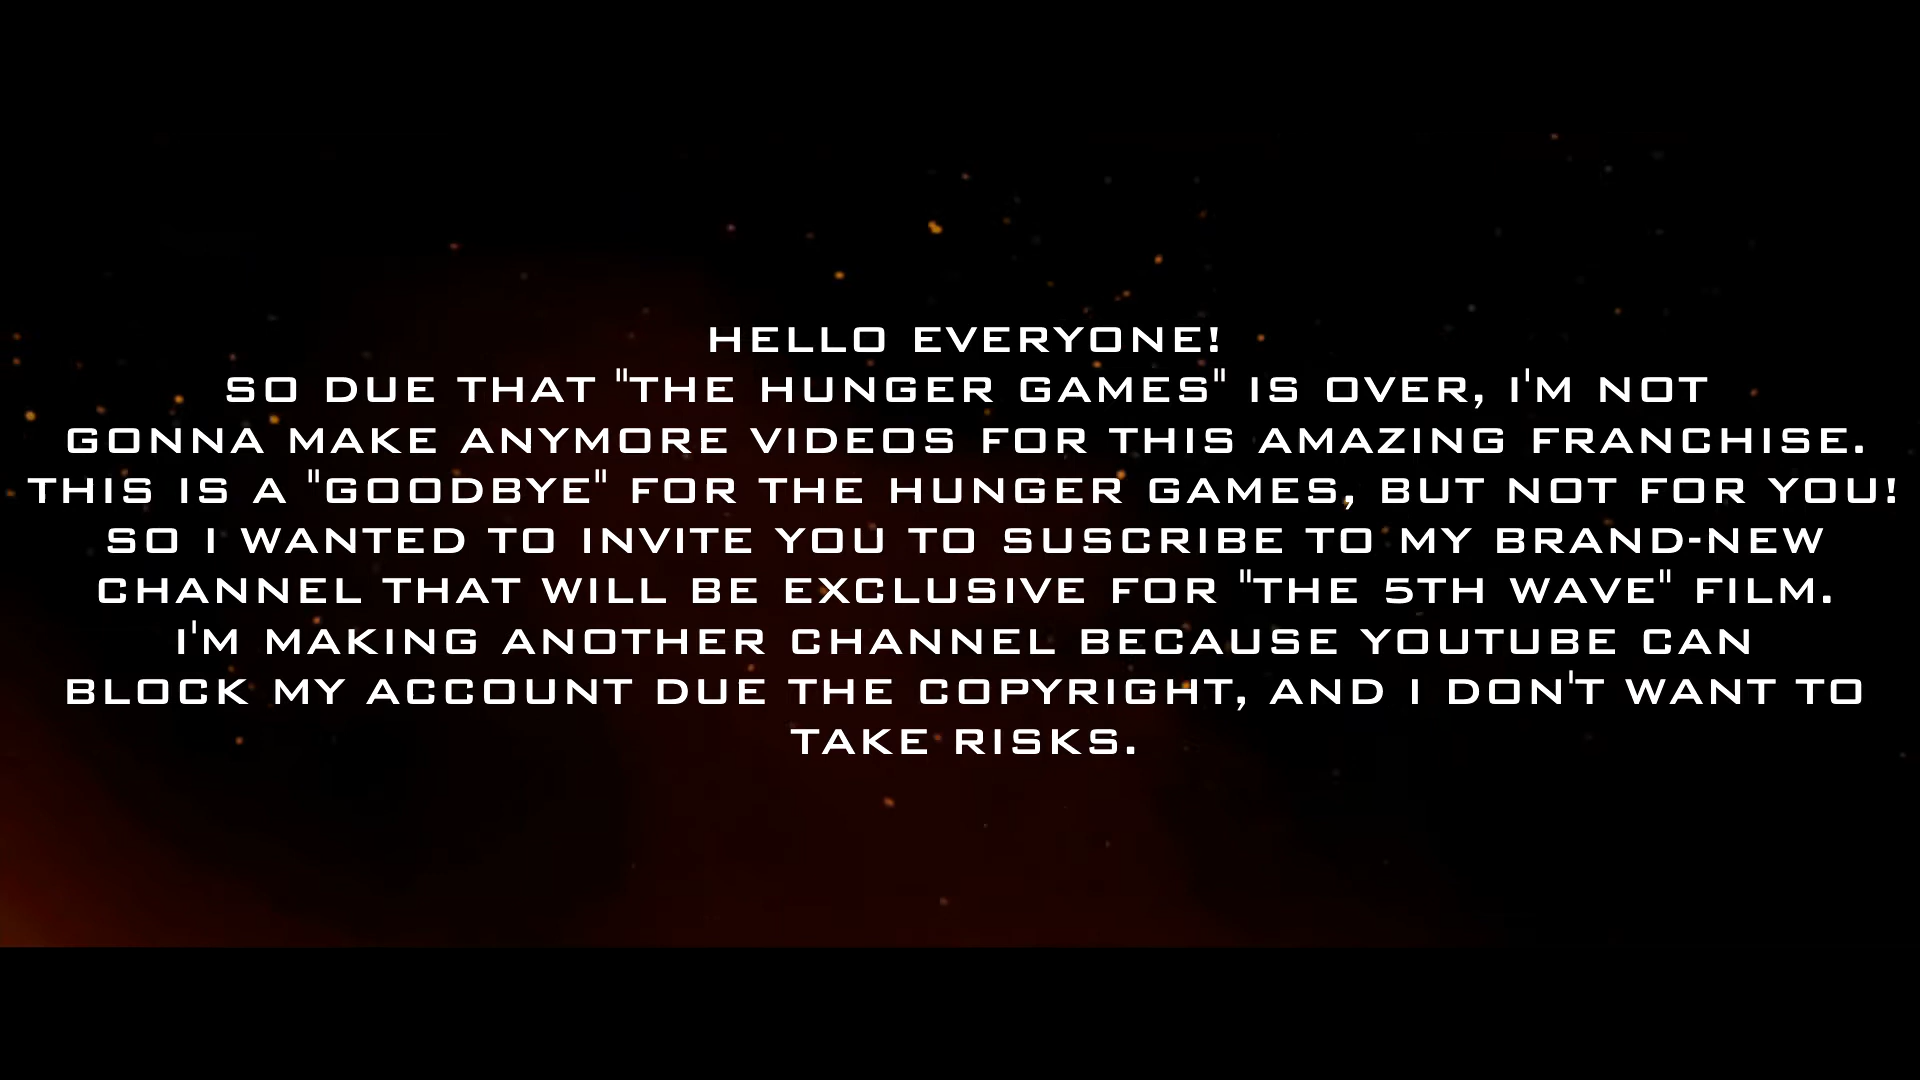 HELLO EVERYONE!
SO DUE THAT "THE HUNGER GAMES" IS OVER, I'M NOT
GONNA MAKE ANYMORE VIDEOS FOR THIS AMAZING FRANCHISE.
THIS IS A "GOODBYE" FOR THE HUNGER GAMES, BUT NOT FOR YOU!
SO I WANTED TO INVITE YOU TO SUSCRIBE TO MY BRAND-NEW
CHANNEL THAT WILL BE EXCLUSIVE FOR "THE 5TH WAVE" FILM.
I'M MAKING ANOTHER CHANNEL BECAUSE YOUTUBE CAN
BLOCK MY ACCOUNT DUE THE COPYRIGHT, AND I DON'T WANT TO
TAKE RISKS.